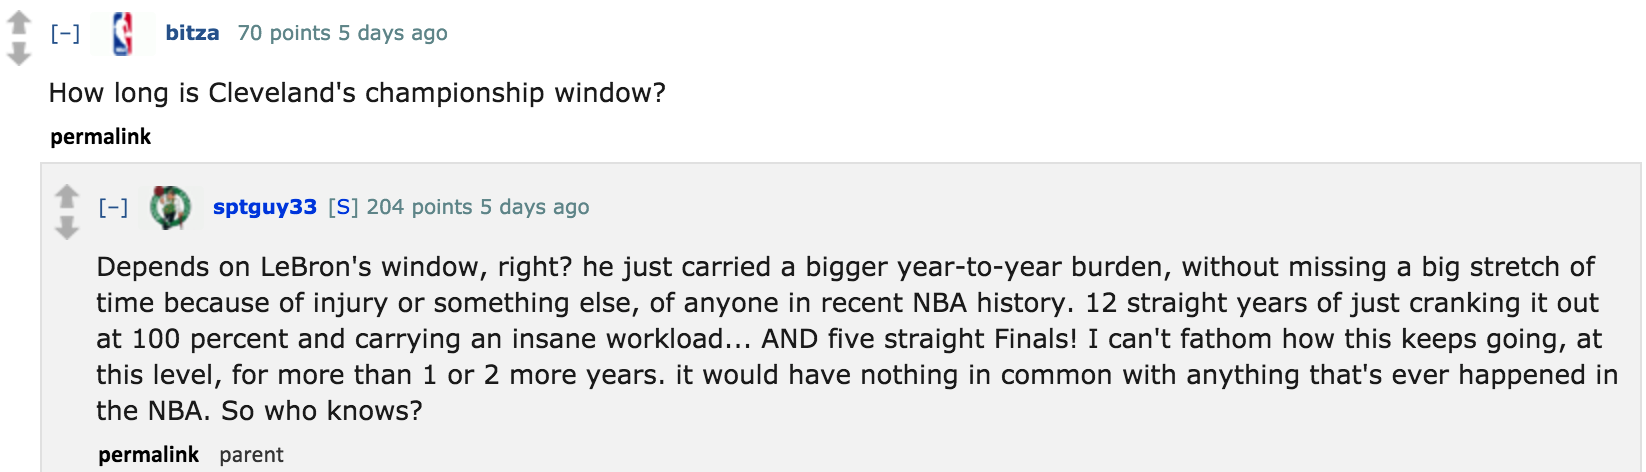 [–] NBA bitza 70 points 5 days ago
How long is Cleveland's championship window?
permalink
[–] sptguy33 [S] 204 points 5 days ago
Depends on LeBron's window, right? he just carried a bigger year-to-year burden, without missing a big stretch of
time because of injury or something else, of anyone in recent NBA history. 12 straight years of just cranking it out
at 100 percent and carrying an insane workload... AND five straight Finals! I can't fathom how this keeps going, at
this level, for more than 1 or 2 more years. it would have nothing in common with anything that's ever happened in
the NBA. So who knows?
permalink parent